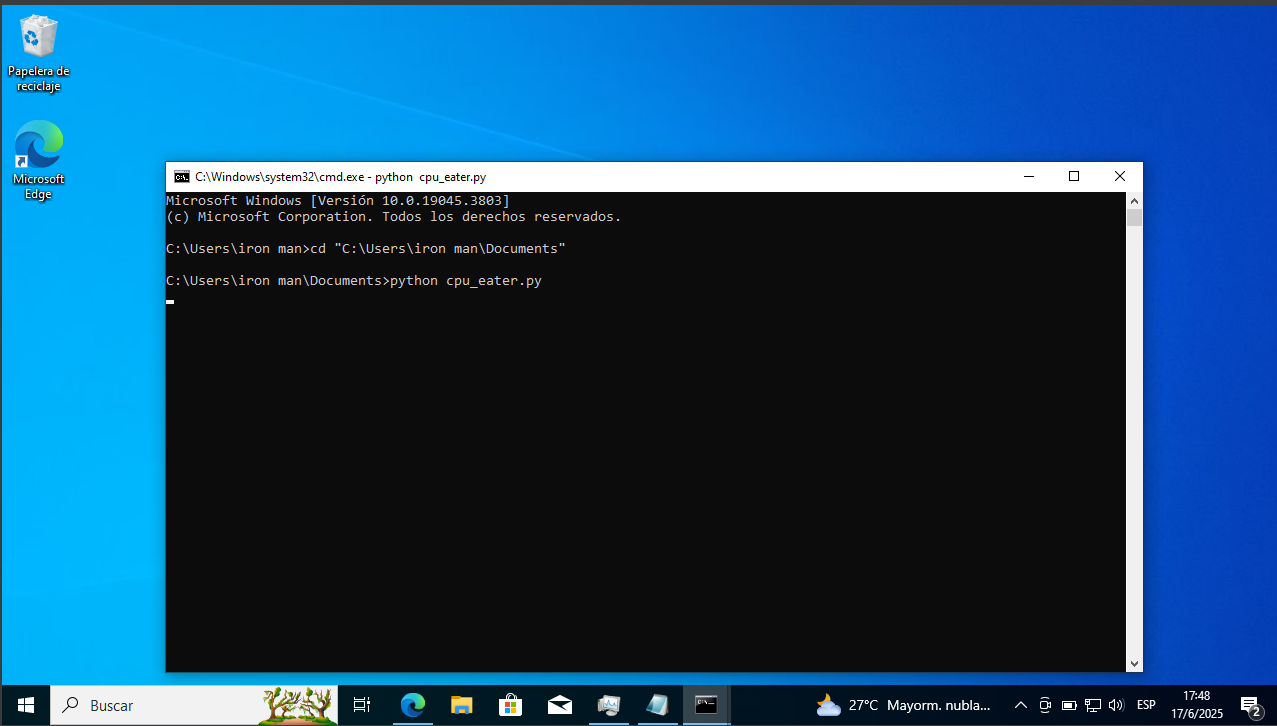 Papelera de
reciclaje
Microsoft
Edge
C:\Windows\system32\cmd.exe - python  cpu_eater.py
Microsoft Windows [Versión 10.0.19045.3803]
(c) Microsoft Corporation. Todos los derechos reservados.
C:\Users\iron man>cd "C:\Users\iron man\Documents"
C:\Users\iron man\Documents>python cpu_eater.py
Buscar
27°C Mayorm. nubla...
ESP
17:48
17/6/2025
2